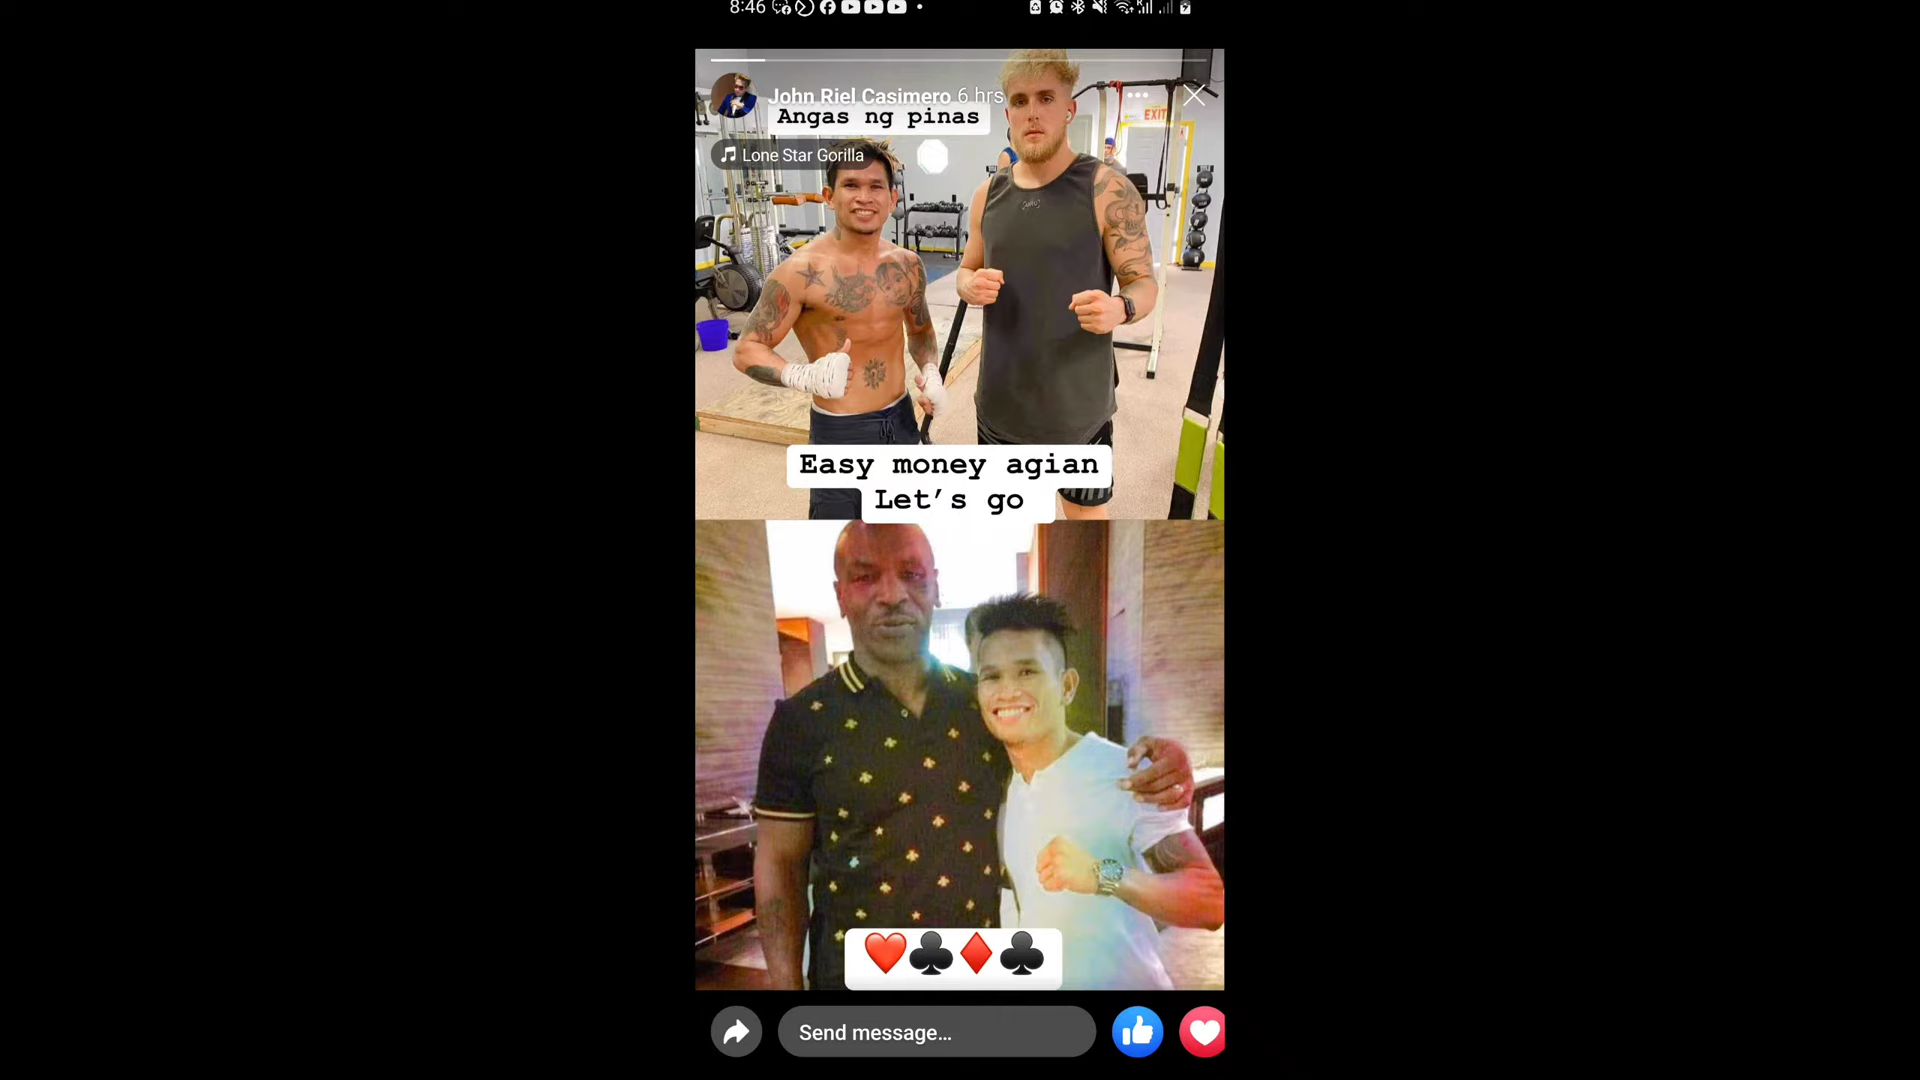 8:46
John Riel Casimero 6 hrs
Angas ng pinas
Lone Star Gorilla
EXIT
Easy money agian
Let's go
Send message...